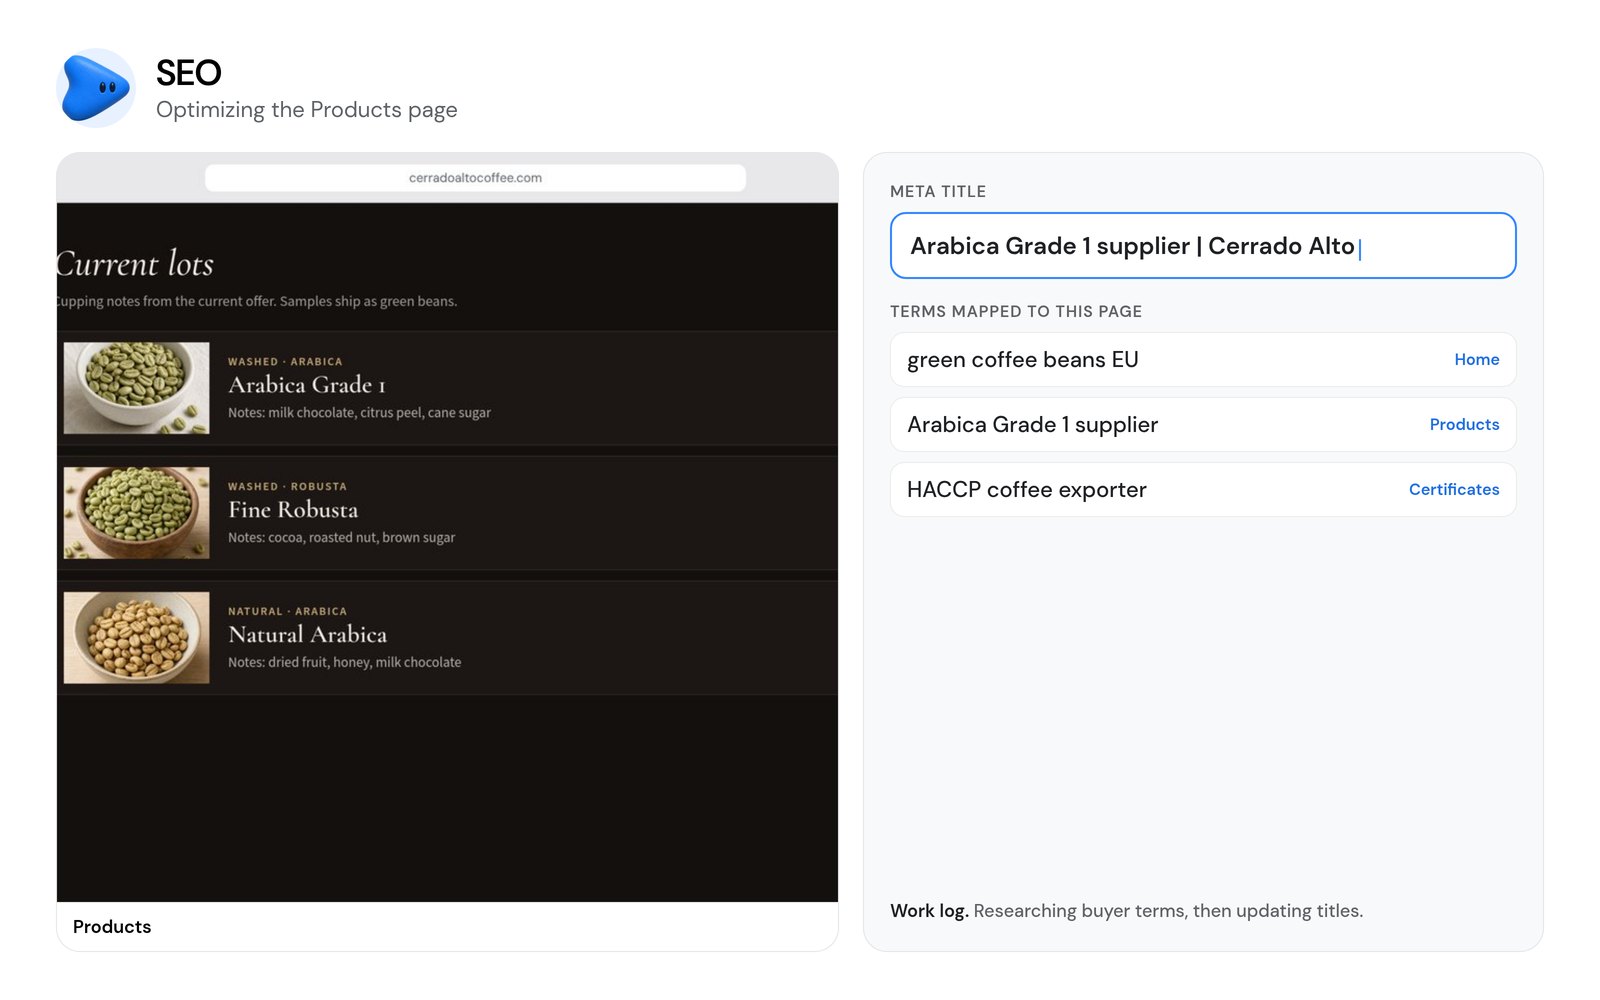 SEO
Optimizing the Products page
cerradoaltocoffee.com
Current lots
Cupping notes from the current offer. Samples ship as green beans.
WASHED · ARABICA
Arabica Grade 1
Notes: milk chocolate, citrus peel, cane sugar
WASHED · ROBUSTA
Fine Robusta
Notes: cocoa, roasted nut, brown sugar
NATURAL · ARABICA
Natural Arabica
Notes: dried fruit, honey, milk chocolate
Products
META TITLE
Arabica Grade 1 supplier | Cerrado Alto
TERMS MAPPED TO THIS PAGE
green coffee beans EU Home
Arabica Grade 1 supplier Products
HACCP coffee exporter Certificates
Work log. Researching buyer terms, then updating titles.